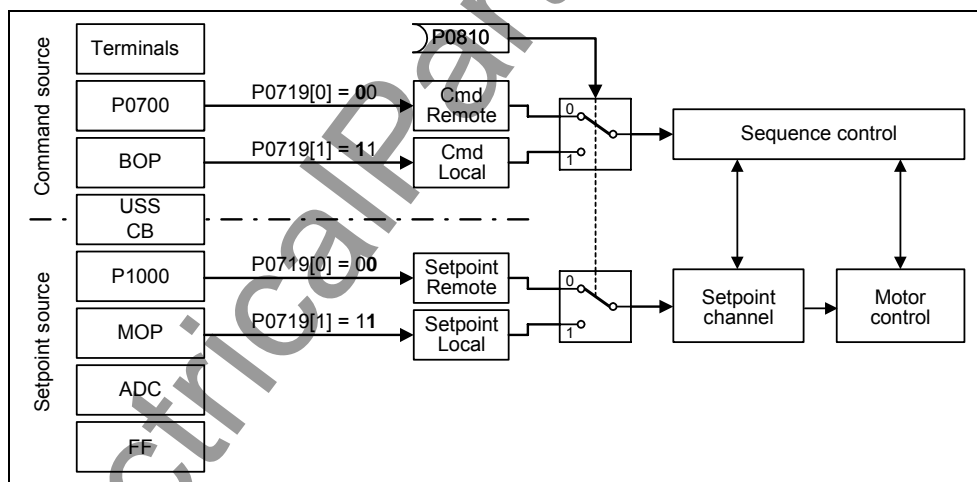 Command source
Terminals
P0700
BOP
USS
CB
Setpoint source
P1000
MOP
ADC
FF
P0719[0] = 00
P0719[1] = 11
P0719[0] = 00
P0719[1] = 11
P0810
Cmd
Remote
Cmd
Local
Setpoint
Remote
Setpoint
Local
0
1
0
1
Sequence control
Setpoint
channel
Motor
control
ctricalPar